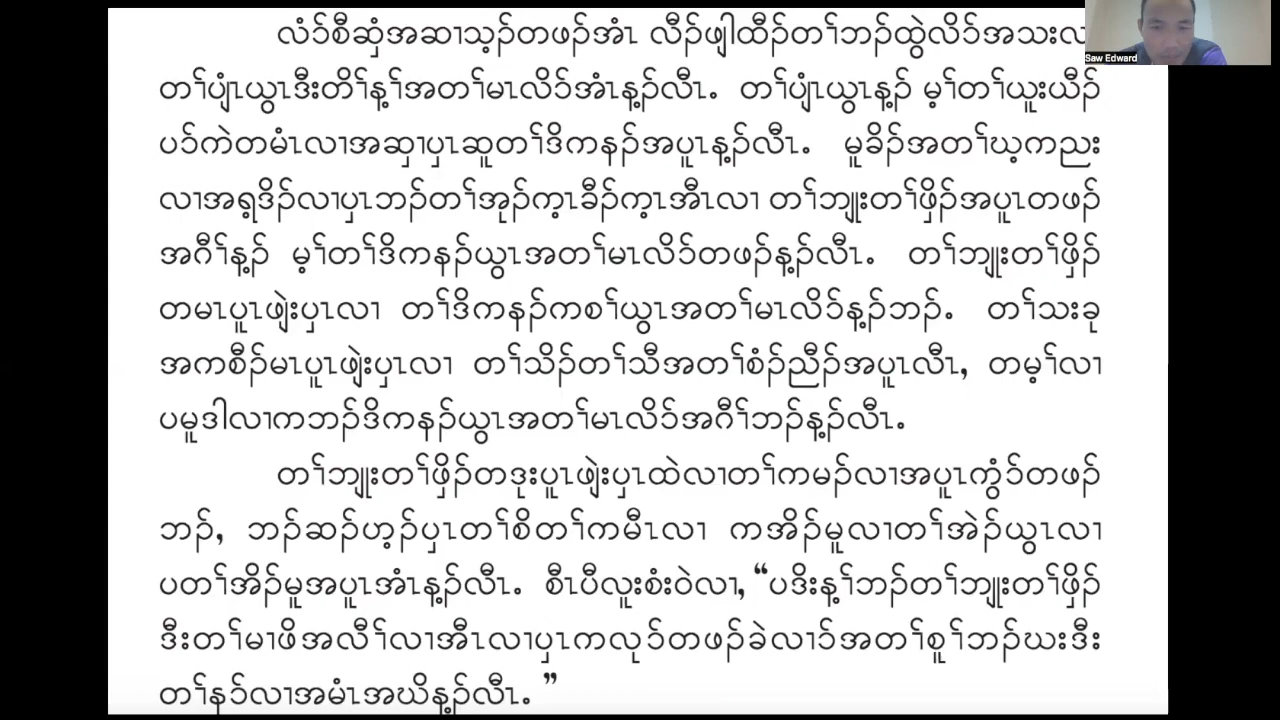 လံာ်စီဆှံအဆၢသ့ၣ်တဖၣ်အံၤ လီၣ်ဖျါထီၣ်တၢ်ဘၣ်ထွဲလိာ်အသးလ
တၢ်ပျံၤယွၤဒီးတိၢ်န့ၢ်အတၢ်မၤလိာ်အံၤန့ၣ်လီၤ. တၢ်ပျံၤယွၤန့ၣ် မ့ၢ်တၢ်ယူးယီၣ်
ပာ်ကဲတမံၤလၢအဆှၢပှၤဆူတၢ်ဒိကနၣ်အပူၤန့ၣ်လီၤ. မူခိၣ်အတၢ်ဃ့ကညး
လၢအရ့ဒိၣ်လၢပှၤဘၣ်တၢ်အုၣ်က့ၤခီၣ်က့ၤအီၤလၢ တၢ်ဘျုးတၢ်ဖှိၣ်အပူၤတဖၣ်
အဂီၢ်န့ၣ် မ့ၢ်တၢ်ဒိကနၣ်ယွၤအတၢ်မၤလိာ်တဖၣ်န့ၣ်လီၤ. တၢ်ဘျုးတၢ်ဖှိၣ်
တမၤပူၤဖျဲးပှၤလၢ တၢ်ဒိကနၣ်ကစၢ်ယွၤအတၢ်မၤလိာ်န့ၣ်ဘၣ်. တၢ်သးခု
အကစီၣ်မၤပူၤဖျဲးပှၤလၢ တၢ်သိၣ်တၢ်သီအတၢ်စံၣ်ညီၣ်အပူၤလီၤ, တမ့ၢ်လၢ
ပမူဒါလၢကဘၣ်ဒိကနၣ်ယွၤအတၢ်မၤလိာ်အဂီၢ်ဘၣ်န့ၣ်လီၤ.
တၢ်ဘျုးတၢ်ဖှိၣ်တဒုးပူၤဖျဲးပှၤထဲလၢတၢ်ကမၣ်လၢအပူၤကွံာ်တဖၣ်
ဘၣ်, ဘၣ်ဆၣ်ဟ့ၣ်ပှၤတၢ်စိတၢ်ကမီၤလၢ ကအိၣ်မူလၢတၢ်အဲၣ်ယွၤလၢ
ပတၢ်အိၣ်မူအပူၤအံၤန့ၣ်လီၤ. စီၤပီလူးစံးဝဲလၢ, “ပဒိးန့ၢ်ဘၣ်တၢ်ဘျုးတၢ်ဖှိၣ်
ဒီးတၢ်မၢဖိအလီၢ်လၢအီၤလၢပှၤကလုာ်တဖၣ်ခဲလၢာ်အတၢ်စူၢ်ဘၣ်ဃးဒီး
တၢ်နာ်လၢအမံၤအဃိန့ၣ်လီၤ.”
Saw Edward